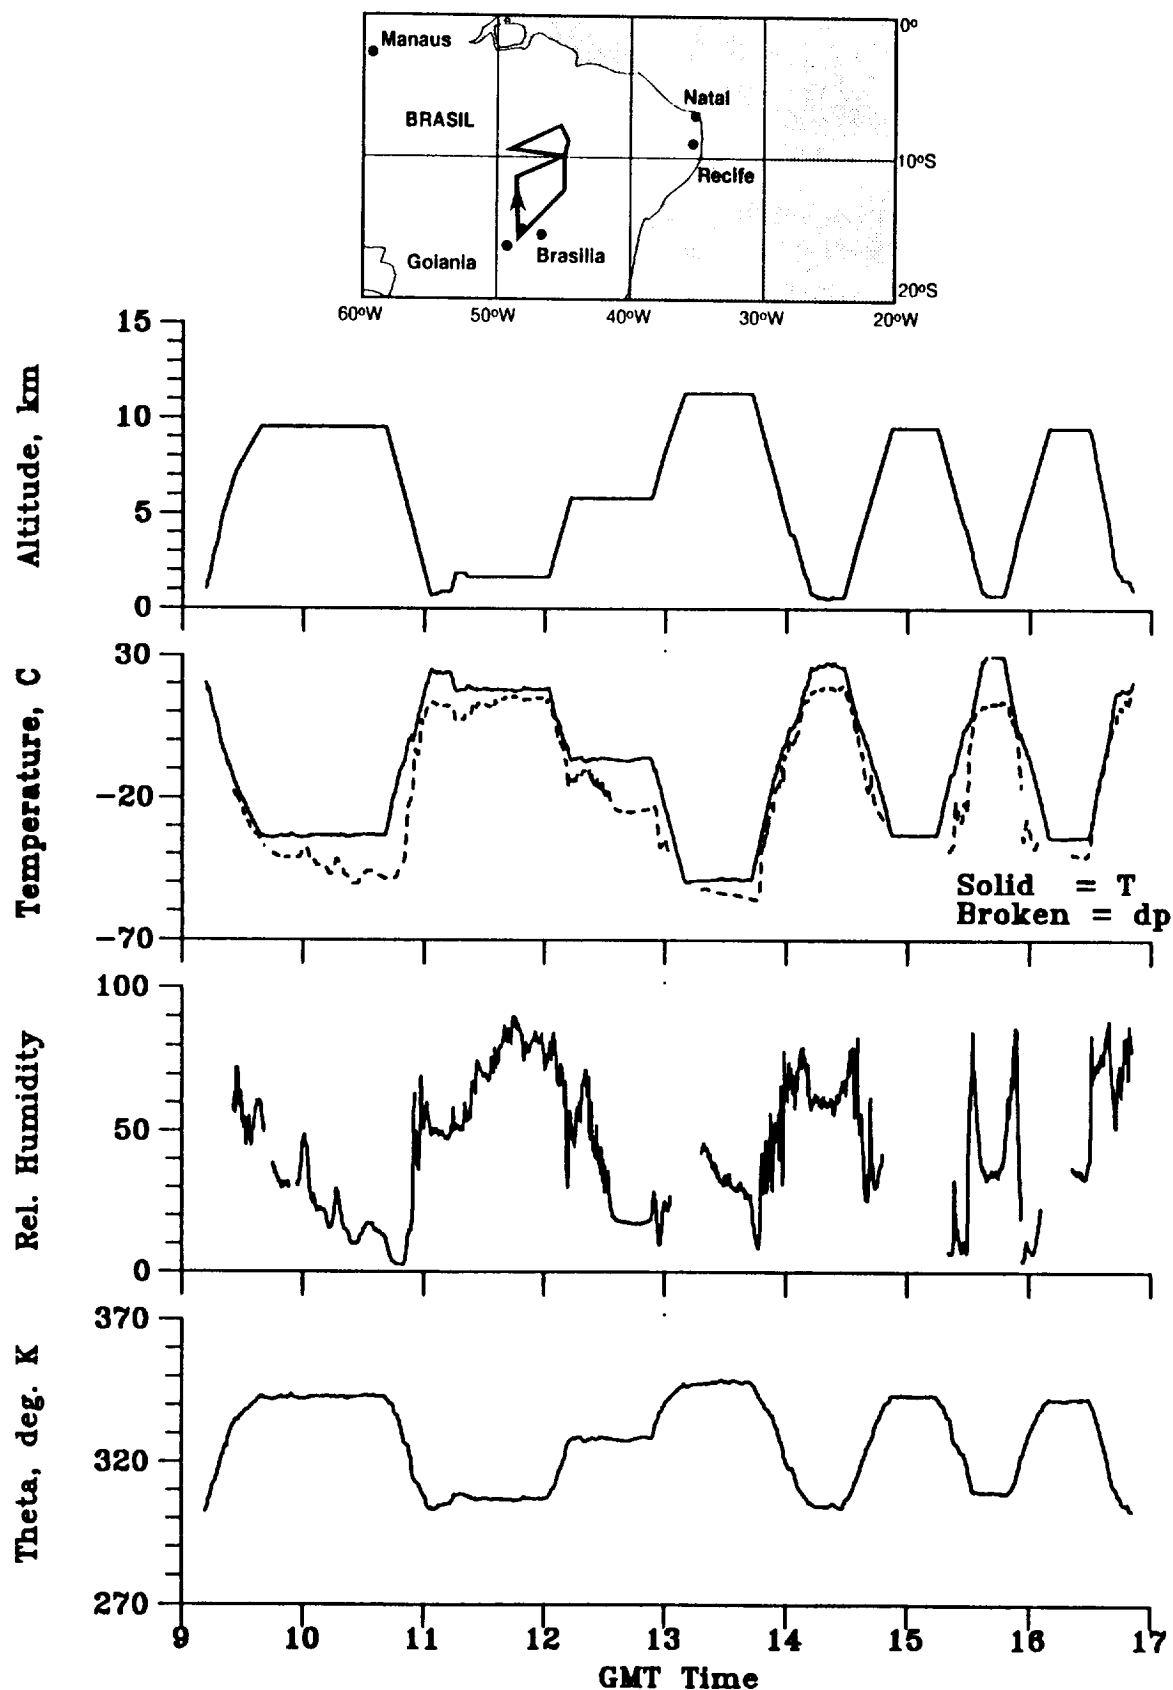 Manaus
0°
Natal
BRASIL
10°S
Recife
Goiania
Brasilia
20°S
60°W
50°W
40°W
30°W
20°W
15
10
5
0
Altitude, km
30
-20
-70
Temperature, C
Solid = T
Broken = dp
100
50
0
Rel. Humidity
370
320
270
Theta, deg. K
9
10
11
12
13
14
15
16
17
GMT Time